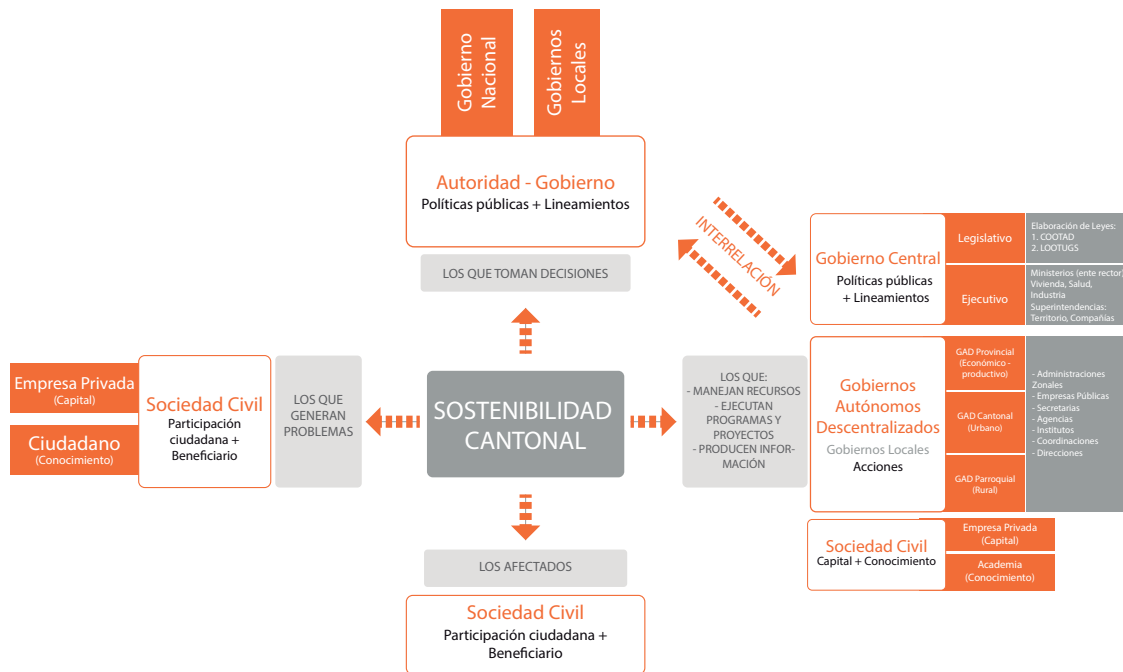 Gobierno
Nacional
Gobiernos
Locales
Autoridad - Gobierno
Políticas públicas + Lineamientos
LOS QUE TOMAN DECISIONES
INTERRELACIÓN
Gobierno Central
Políticas públicas
+ Lineamientos
Legislativo
Elaboración de Leyes:
1. COOTAD
2. LOOTUGS
Ejecutivo
Ministerios (ente rector)
Vivienda, Salud,
Industria
Superintendencias:
Territorio, Compañías
Empresa Privada
(Capital)
Ciudadano
(Conocimiento)
Sociedad Civil
Participación
ciudadana +
Beneficiario
LOS QUE
GENERAN
PROBLEMAS
SOSTENIBILIDAD
CANTONAL
LOS QUE:
- MANEJAN RECURSOS
- EJECUTAN
PROGRAMAS Y
PROYECTOS
- PRODUCEN INFOR-
MACIÓN
Gobiernos
Autónomos
Descentralizados
Gobiernos Locales
Acciones
GAD Provincial
(Económico -
productivo)
GAD Cantonal
(Urbano)
GAD Parroquial
(Rural)
- Administraciones
Zonales
- Empresas Públicas
- Secretarias
- Agencias
- Institutos
- Coordinaciones
- Direcciones
Sociedad Civil
Capital + Conocimiento
Empresa Privada
(Capital)
Academia
(Conocimiento)
LOS AFECTADOS
Sociedad Civil
Participación ciudadana +
Beneficiario